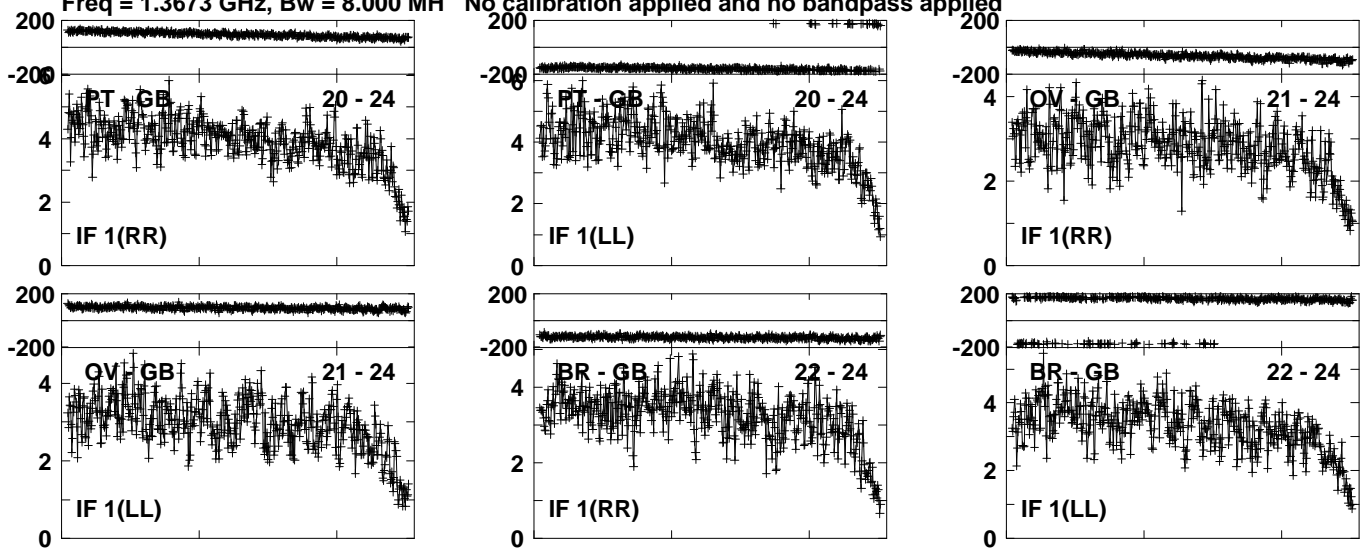 Freq = 1.3673 GHz, Bw = 8.000 MH No calibration applied and no bandpass applied
200 200 200
-200 -200 -200
6 6
PT - GB 20 - 24 PT - GB 20 - 24 4 OV - GB 21 - 24
4 4
2
2 2
IF 1(RR) IF 1(LL) IF 1(RR)
0 0 0
200 200 200
-200 -200 -200
OV - GB 21 - 24 BR - GB 22 - 24 BR - GB 22 - 24
4 4 4
2 2 2
IF 1(LL) IF 1(RR) IF 1(LL)
0 0 0